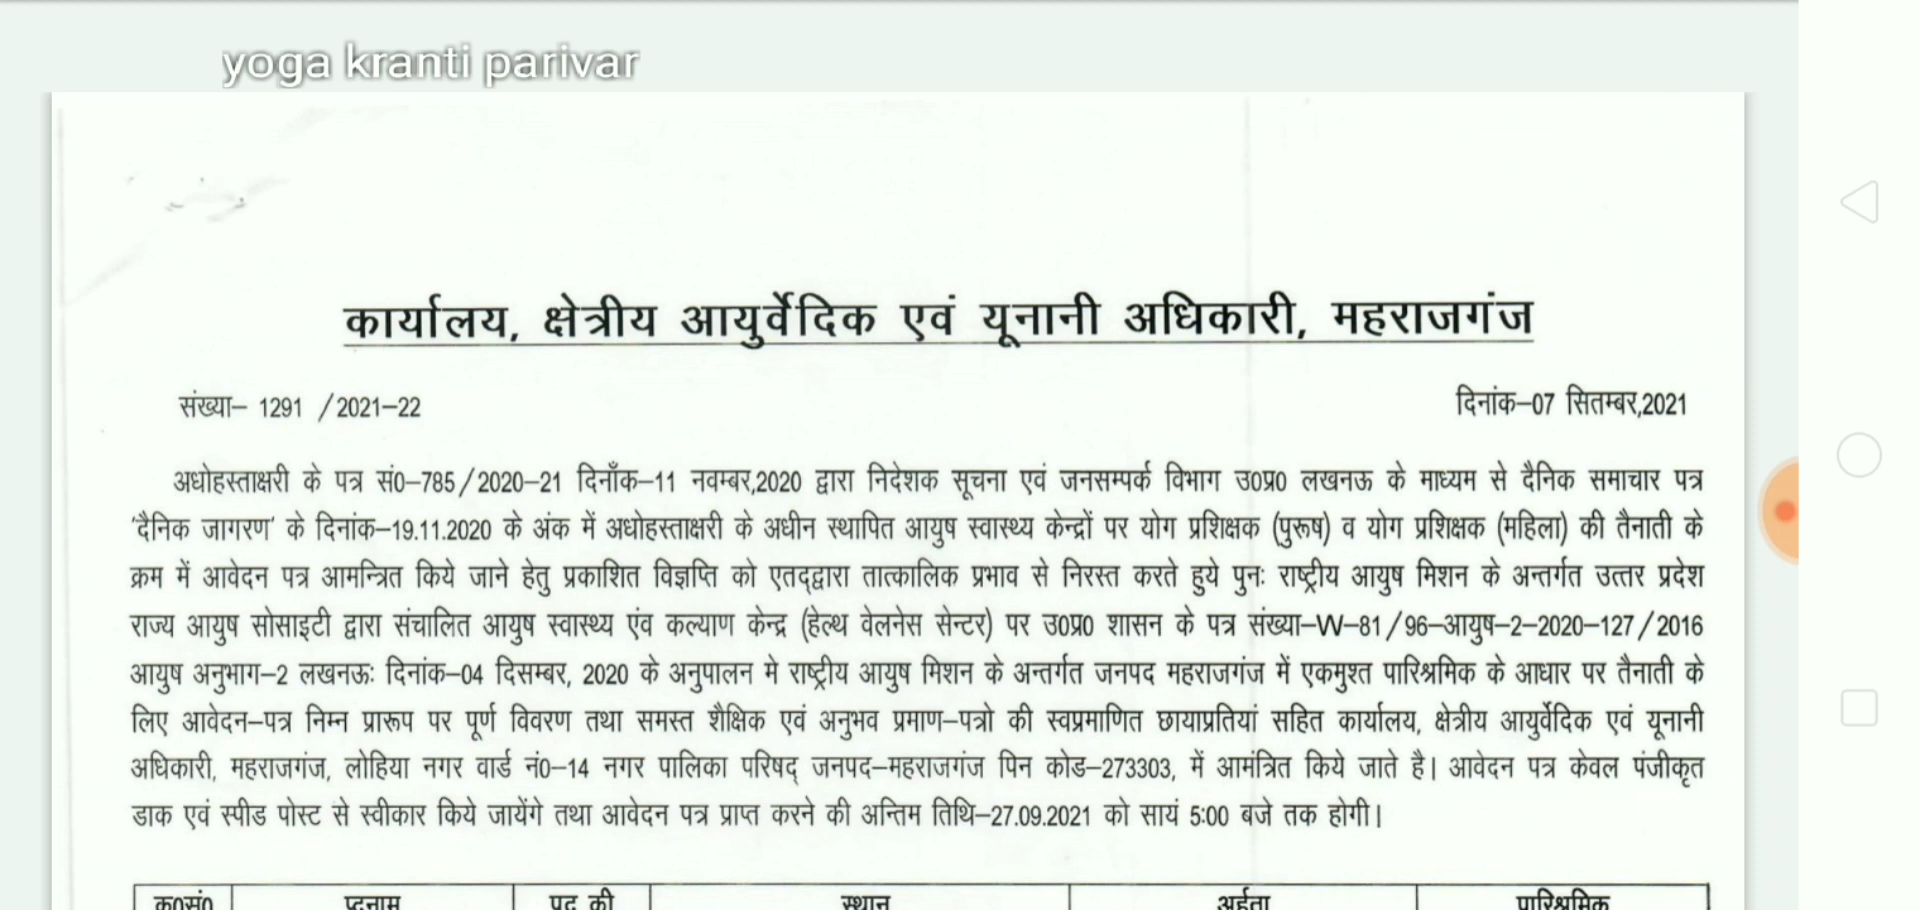 yoga kranti parivar
कार्यालय, क्षेत्रीय आयुर्वेदिक एवं यूनानी अधिकारी, महराजगंज
संख्या– 1291 /2021–22 दिनांक–07 सितम्बर,2021
अधोहस्ताक्षरी के पत्र सं0–785/2020–21 दिनाँक–11 नवम्बर,2020 द्वारा निदेशक सूचना एवं जनसम्पर्क विभाग उ0प्र0 लखनऊ के माध्यम से दैनिक समाचार पत्र
'दैनिक जागरण' के दिनांक–19.11.2020 के अंक में अधोहस्ताक्षरी के अधीन स्थापित आयुष स्वास्थ्य केन्द्रों पर योग प्रशिक्षक (पुरूष) व योग प्रशिक्षक (महिला) की तैनाती के
क्रम में आवेदन पत्र आमन्त्रित किये जाने हेतु प्रकाशित विज्ञप्ति को एतद्द्वारा तात्कालिक प्रभाव से निरस्त करते हुये पुनः राष्ट्रीय आयुष मिशन के अन्तर्गत उत्तर प्रदेश
राज्य आयुष सोसाइटी द्वारा संचालित आयुष स्वास्थ्य एंव कल्याण केन्द्र (हेल्थ वेलनेस सेन्टर) पर उ0प्र0 शासन के पत्र संख्या–W–81/96–आयुष–2–2020–127/2016
आयुष अनुभाग–2 लखनऊः दिनांक–04 दिसम्बर, 2020 के अनुपालन मे राष्ट्रीय आयुष मिशन के अन्तर्गत जनपद महराजगंज में एकमुश्त पारिश्रमिक के आधार पर तैनाती के
लिए आवेदन–पत्र निम्न प्रारूप पर पूर्ण विवरण तथा समस्त शैक्षिक एवं अनुभव प्रमाण–पत्रो की स्वप्रमाणित छायाप्रतियां सहित कार्यालय, क्षेत्रीय आयुर्वेदिक एवं यूनानी
अधिकारी, महराजगंज, लोहिया नगर वार्ड नं0–14 नगर पालिका परिषद् जनपद–महराजगंज पिन कोड–273303, में आमंत्रित किये जाते है। आवेदन पत्र केवल पंजीकृत
डाक एवं स्पीड पोस्ट से स्वीकार किये जायेंगे तथा आवेदन पत्र प्राप्त करने की अन्तिम तिथि–27.09.2021 को सायं 5:00 बजे तक होगी।
क0सं0 पदनाम पद की स्थान अर्हता पारिश्रमिक